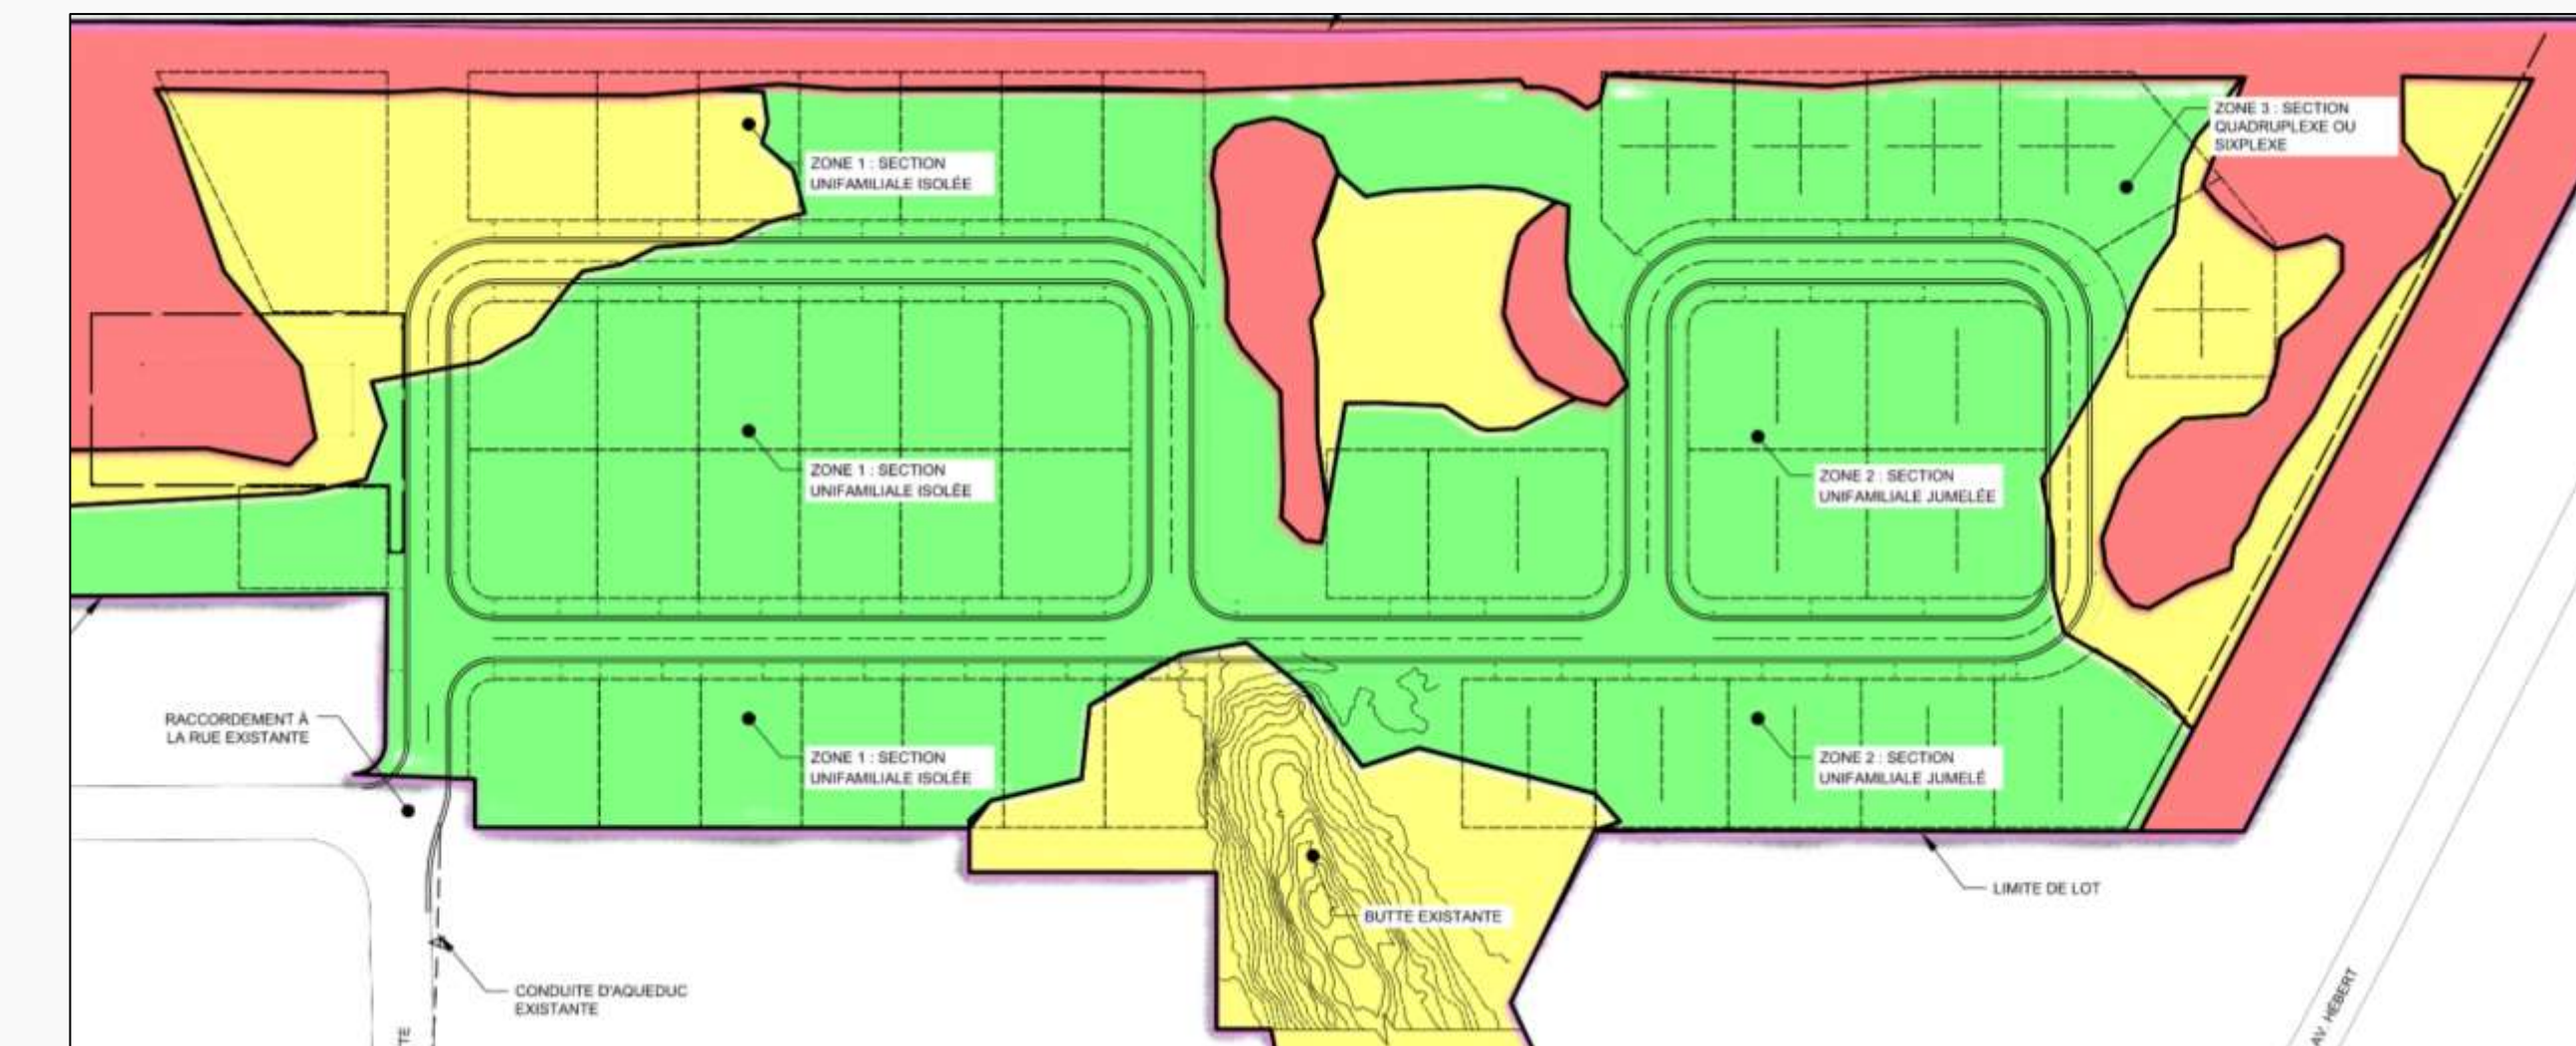 ZONE 3 : SECTION
QUADRUPLEXE OU
SIXPLEXE
ZONE 1 : SECTION
UNIFAMILIALE ISOLÉE
ZONE 1 : SECTION
UNIFAMILIALE ISOLÉE
ZONE 2 : SECTION
UNIFAMILIALE JUMELÉE
RACCORDEMENT À
LA RUE EXISTANTE
ZONE 1 : SECTION
UNIFAMILIALE ISOLÉE
ZONE 2 : SECTION
UNIFAMILIALE JUMELÉ
LIMITE DE LOT
BUTTE EXISTANTE
CONDUITE D'AQUEDUC
EXISTANTE
AV. HÉBERT